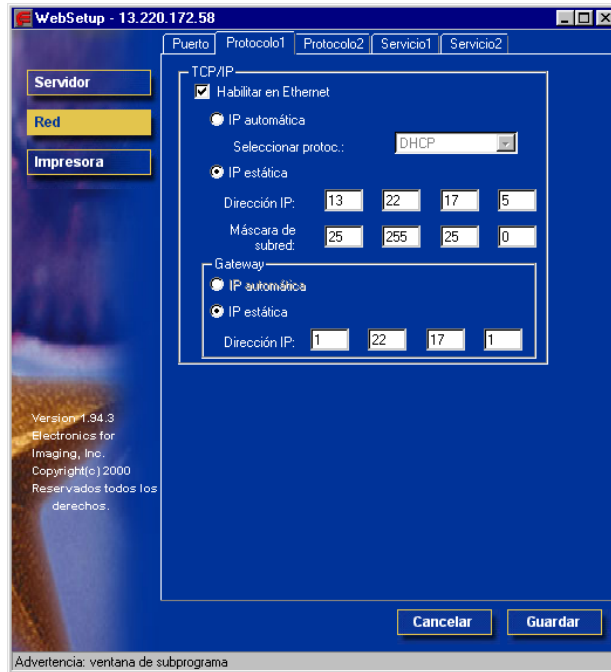 WebSetup - 13.220.172.58
Puerto Protocolo1 Protocolo2 Servicio1 Servicio2
Servidor
Red
Impresora
TCP/IP
Habilitar en Ethernet
IP automática
Seleccionar protoc.: DHCP
IP estática
Dirección IP: 13 22 17 5
Máscara de
subred: 25 255 25 0
Gateway
IP automática
IP estática
Dirección IP: 1 22 17 1
Version 1.94.3
Electronics for
Imaging, Inc.
Copyright(c) 2000
Reservados todos los
derechos.
Cancelar Guardar
Advertencia: ventana de subprograma